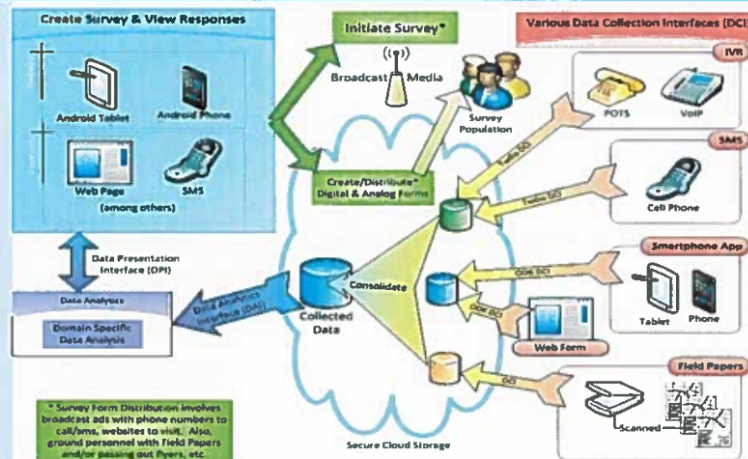 Create Survey & View Responses
Android Tablet
Android Phone
Web Page
SMS
(among others)
Data Presentation
Interface (DPI)
Data Analytics
Domain Specific
Data Analysis
Data Analytics
Interface (DAI)
* Survey Form Distribution involves
broadcast ads with phone numbers to
call/sms, websites to visit. Also,
ground personnel with Field Papers
and/or passing out flyers, etc
Initiate Survey*
Broadcast
Media
Survey
Population
Create/Distribute*
Digital & Analog Forms
Consolidate
Collected
Data
Secure Cloud Storage
Various Data Collection Interfaces (DCI)
IVR
POTS
VoIP
Twilio DCI
SMS
Cell Phone
Twilio DCI
Smartphone App
Tablet
Phone
ODK DCI
ODK DCI
Web Form
Field Papers
DCI
Scanned